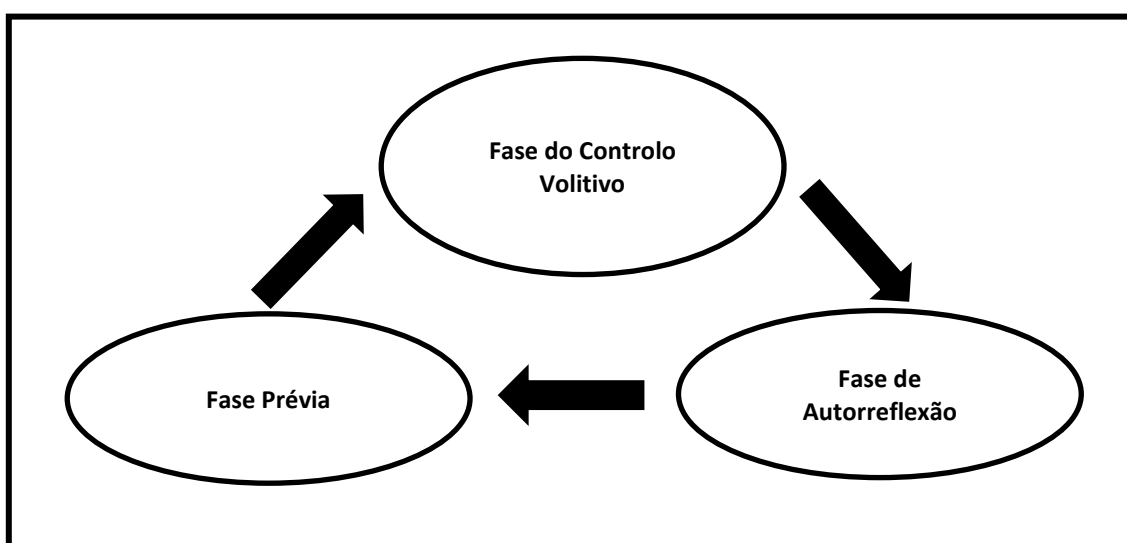 Fase do Controlo
Volitivo
Fase Prévia
Fase de
Autorreflexão